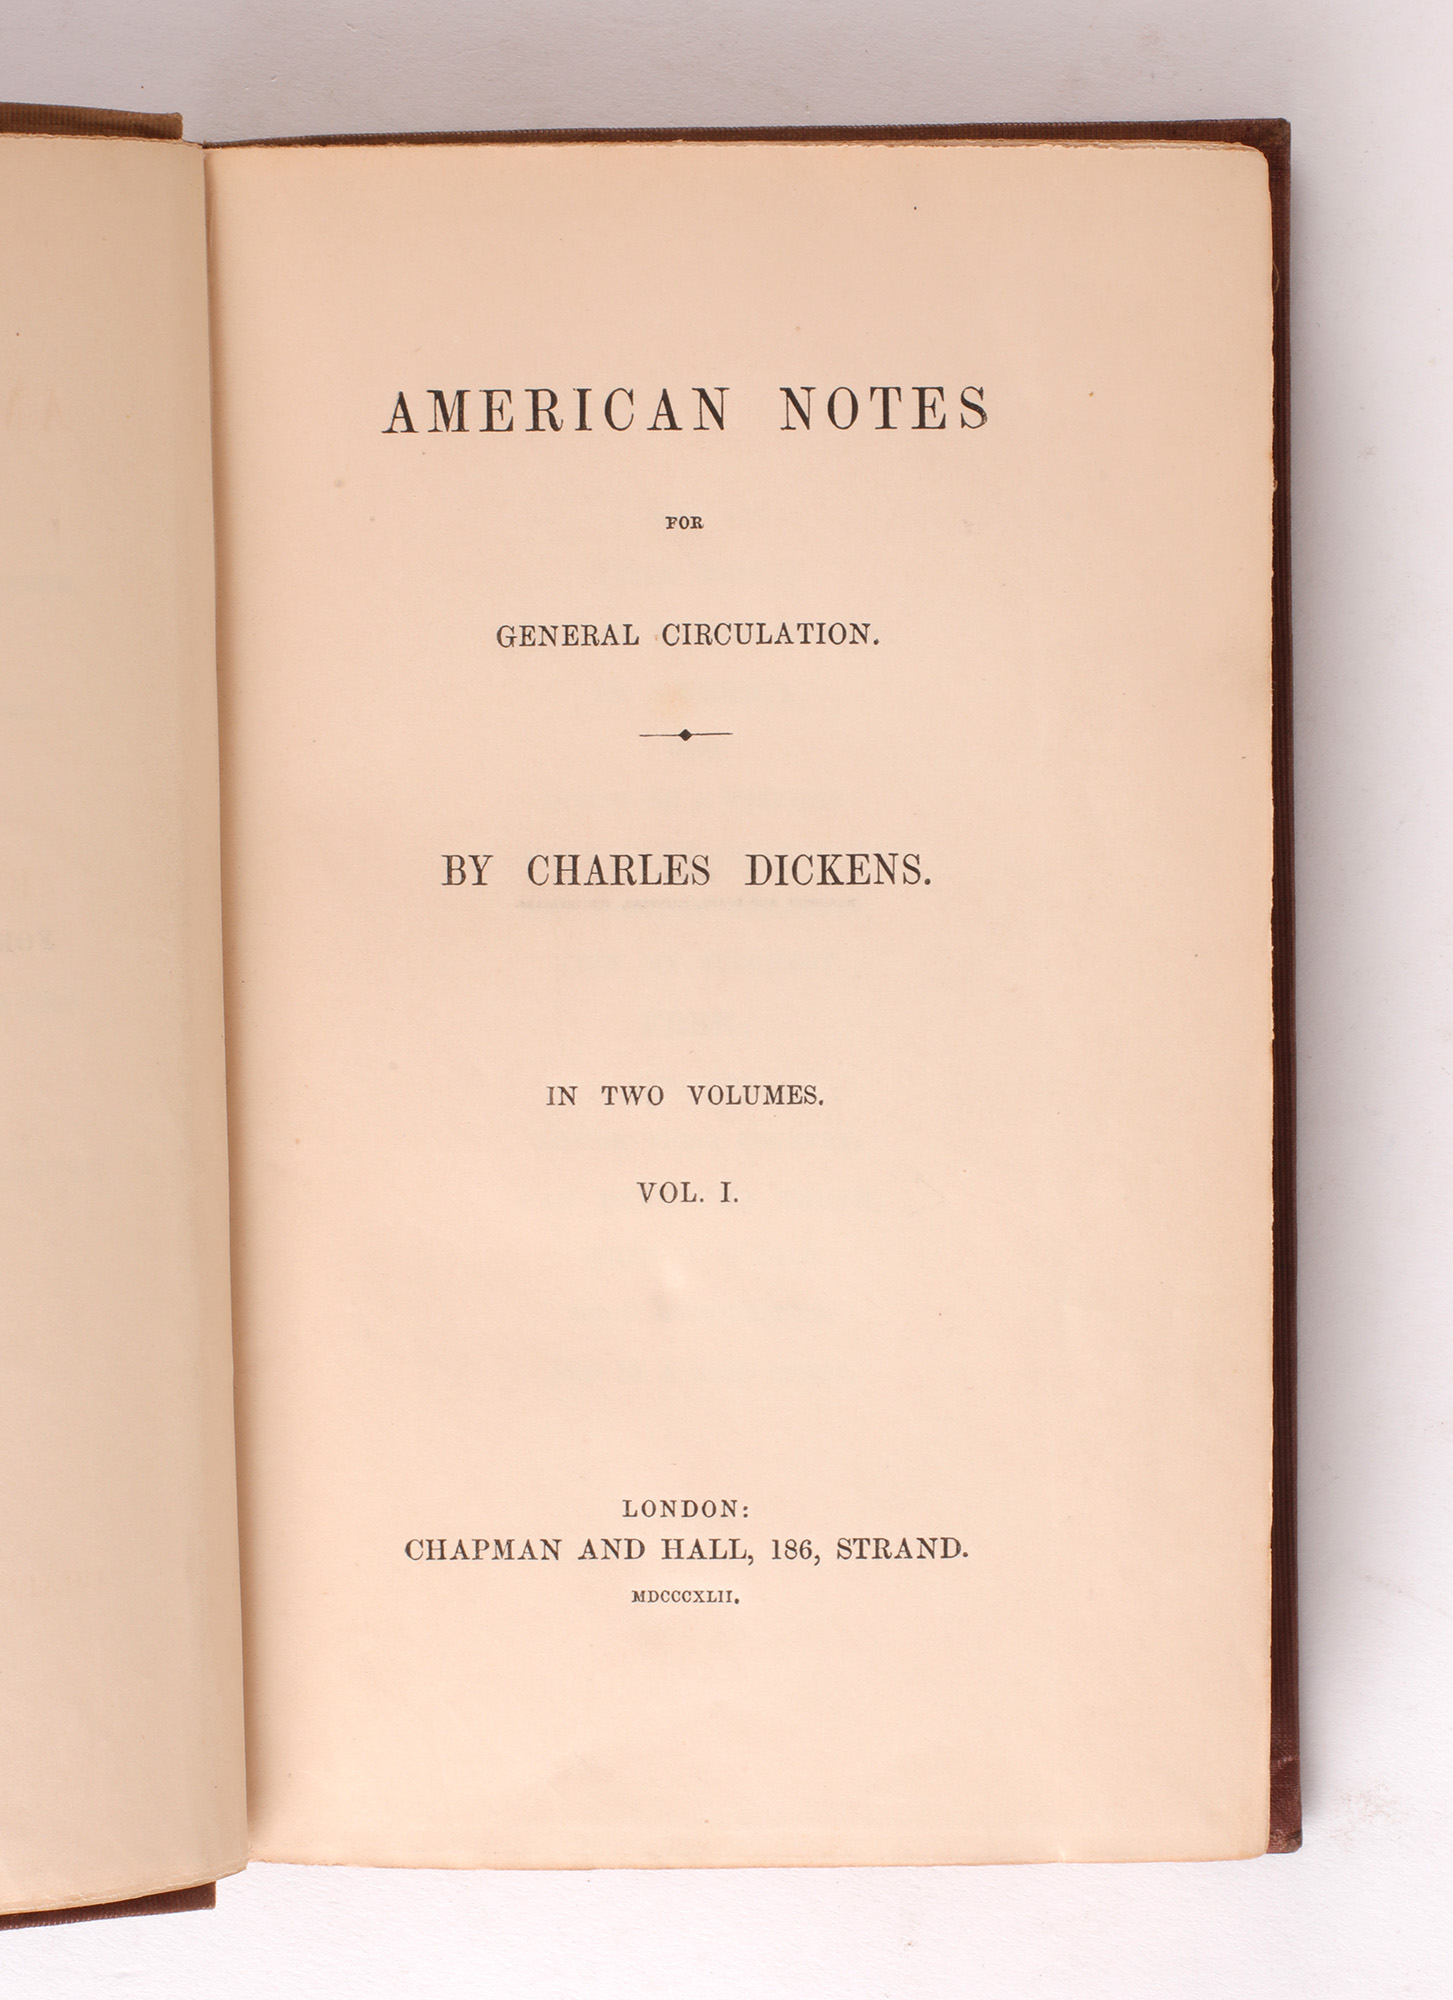 AMERICAN NOTES
FOR
GENERAL CIRCULATION.
BY CHARLES DICKENS.
IN TWO VOLUMES.
VOL. I.
LONDON:
CHAPMAN AND HALL, 186, STRAND.
MDCCCXLII.